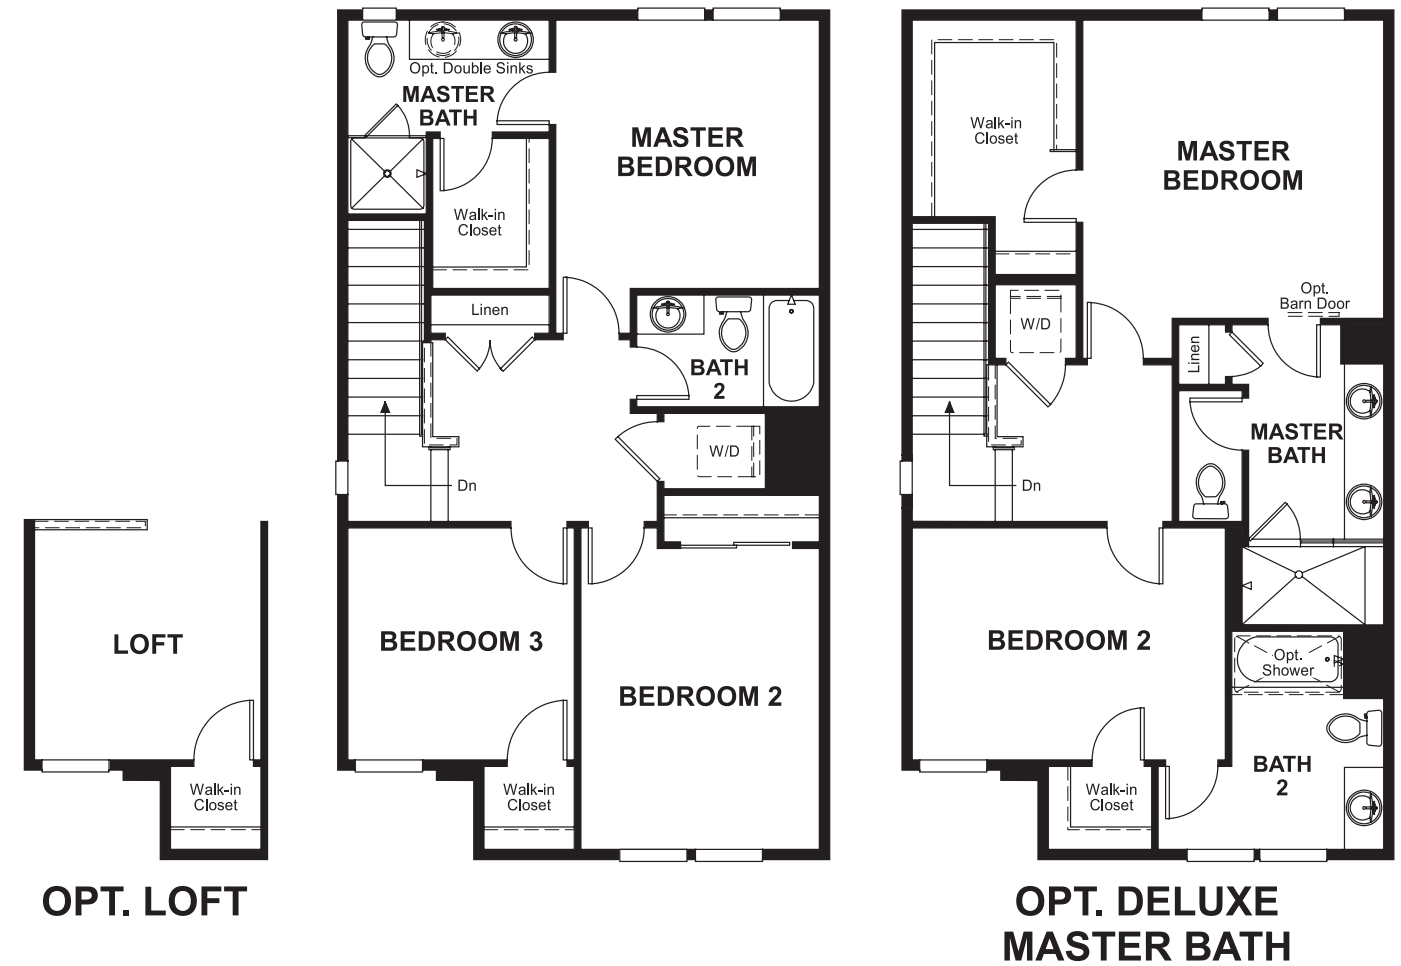 LOFT
Walk-in
Closet
OPT. LOFT
Opt. Double Sinks
MASTER
BATH
MASTER
BEDROOM
Walk-in
Closet
Linen
BATH
2
W/D
Dn
BEDROOM 3
BEDROOM 2
Walk-in
Closet
Walk-in
Closet
MASTER
BEDROOM
Opt.
Barn Door
W/D
Linen
MASTER
BATH
Dn
BEDROOM 2
Opt.
Shower
Walk-in
Closet
BATH
2
OPT. DELUXE
MASTER BATH